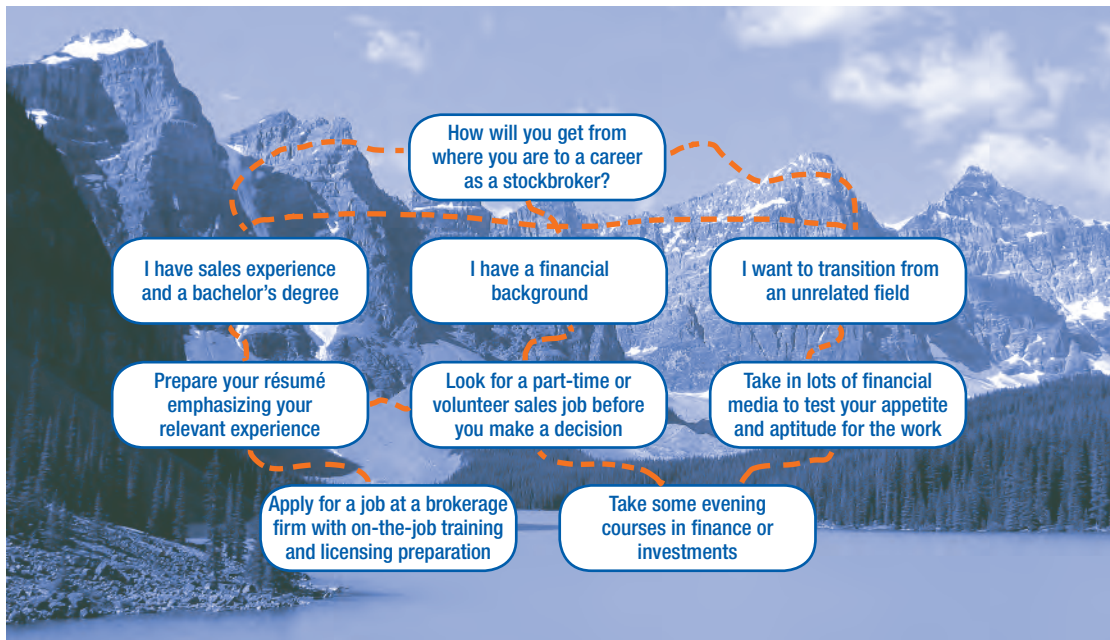 How will you get from
where you are to a career
as a stockbroker?
I have sales experience
and a bachelor's degree
I have a financial
background
I want to transition from
an unrelated field
Prepare your résumé
emphasizing your
relevant experience
Look for a part-time or
volunteer sales job before
you make a decision
Take in lots of financial
media to test your appetite
and aptitude for the work
Apply for a job at a brokerage
firm with on-the-job training
and licensing preparation
Take some evening
courses in finance or
investments